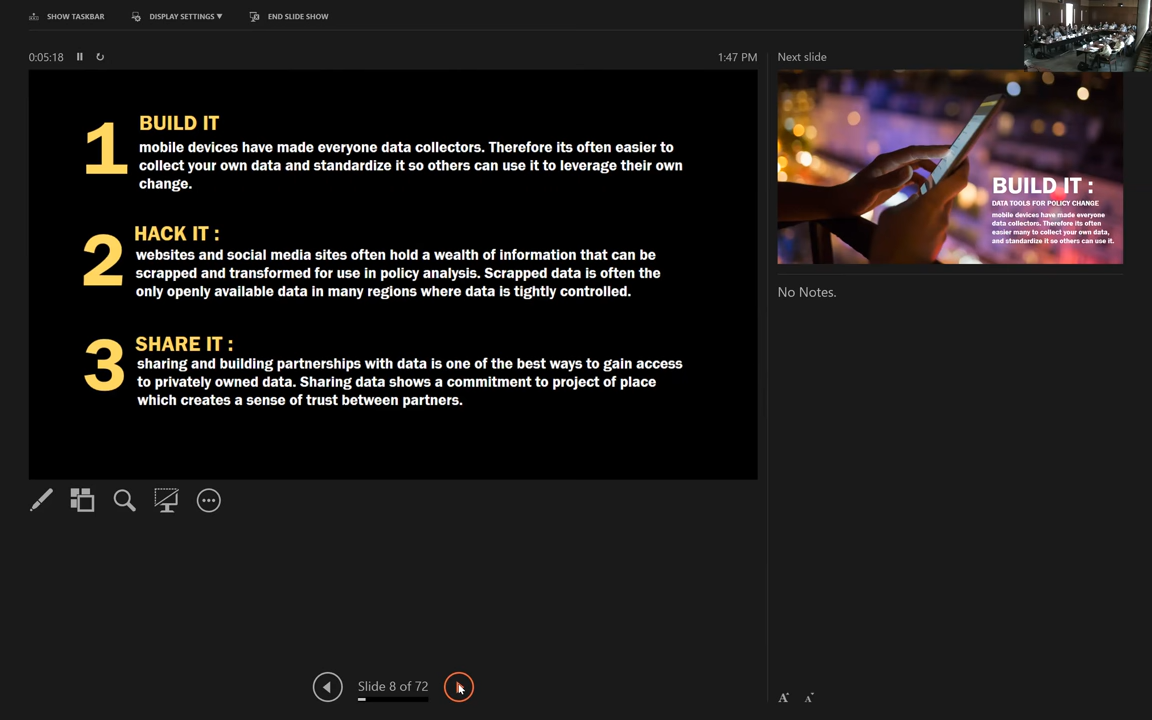 SHOW TASKBAR
DISPLAY SETTINGS ▼
END SLIDE SHOW
0:05:18
1:47 PM
Next slide
1
BUILD IT
mobile devices have made everyone data collectors. Therefore its often easier to
collect your own data and standardize it so others can use it to leverage their own
change.
2
HACK IT :
websites and social media sites often hold a wealth of information that can be
scrapped and transformed for use in policy analysis. Scrapped data is often the
only openly available data in many regions where data is tightly controlled.
3
SHARE IT :
sharing and building partnerships with data is one of the best ways to gain access
to privately owned data. Sharing data shows a commitment to project of place
which creates a sense of trust between partners.
BUILD IT :
DATA TOOLS FOR POLICY CHANGE
mobile devices have made everyone
data collectors. Therefore its often
easier many to collect your own data,
and standardize it so others can use it.
No Notes.
Slide 8 of 72
A A